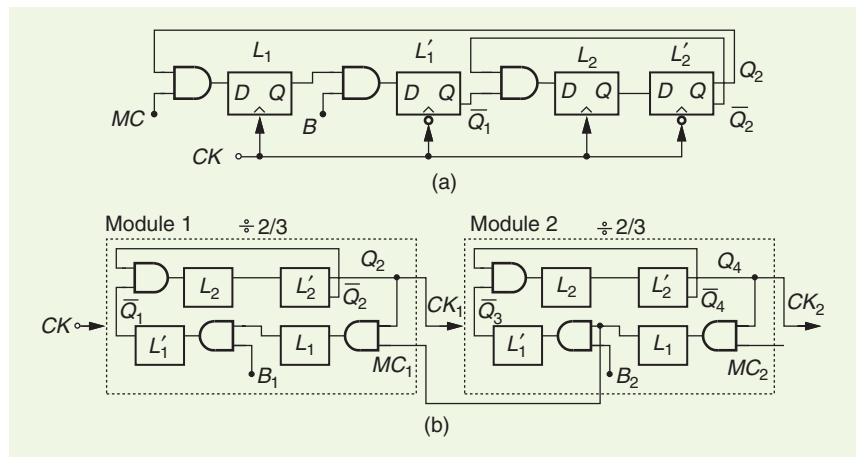 L₁ L₁′ L₂ L₂′ Q₂
D Q D Q D Q D Q
MC B Q̅₁ Q̅₂
CK
(a)
Module 1 ÷ 2/3 Module 2 ÷ 2/3
Q₂ Q₄
L₂ L₂′ L₂ L₂′
Q̅₁ Q̅₂ CK₁ Q̅₃ Q̅₄ CK₂
CK
L₁′ L₁ L₁′ L₁
B₁ MC₁ B₂ MC₂
(b)